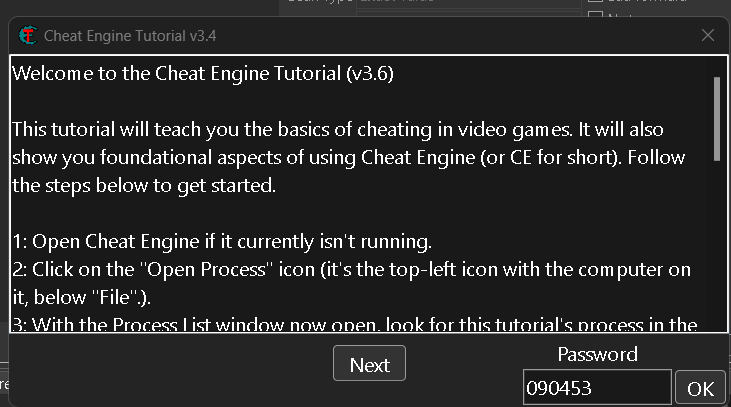 Cheat Engine Tutorial v3.4
Welcome to the Cheat Engine Tutorial (v3.6)
This tutorial will teach you the basics of cheating in video games. It will also
show you foundational aspects of using Cheat Engine (or CE for short). Follow
the steps below to get started.
1: Open Cheat Engine if it currently isn't running.
2: Click on the "Open Process" icon (it's the top-left icon with the computer on
it, below "File".).
3: With the Process List window now open, look for this tutorial's process in the
Next
Password
090453
OK